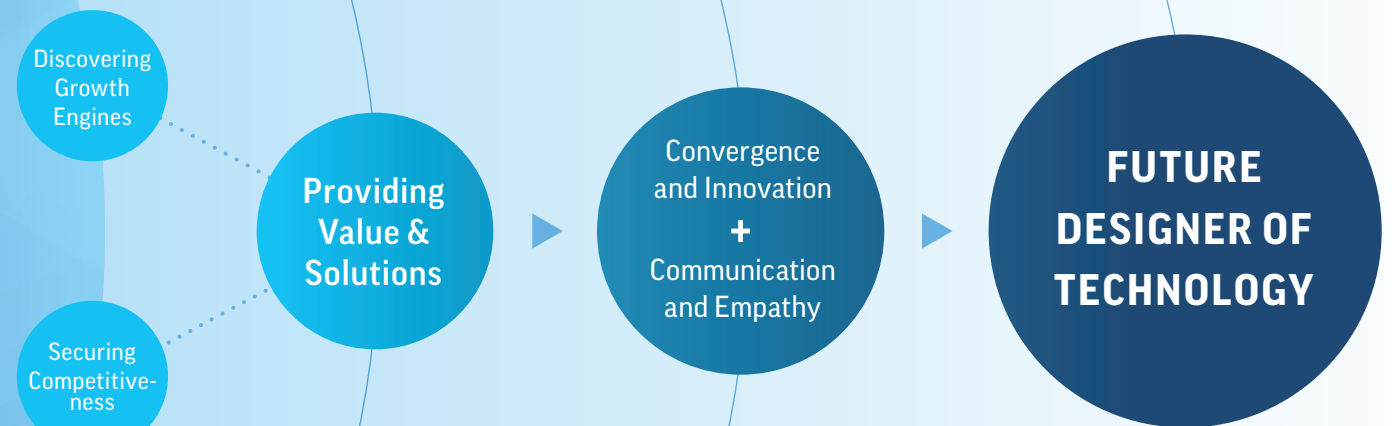 Discovering
Growth
Engines
Securing
Competitive-
ness
Providing
Value &
Solutions
Convergence
and Innovation
+
Communication
and Empathy
FUTURE
DESIGNER OF
TECHNOLOGY